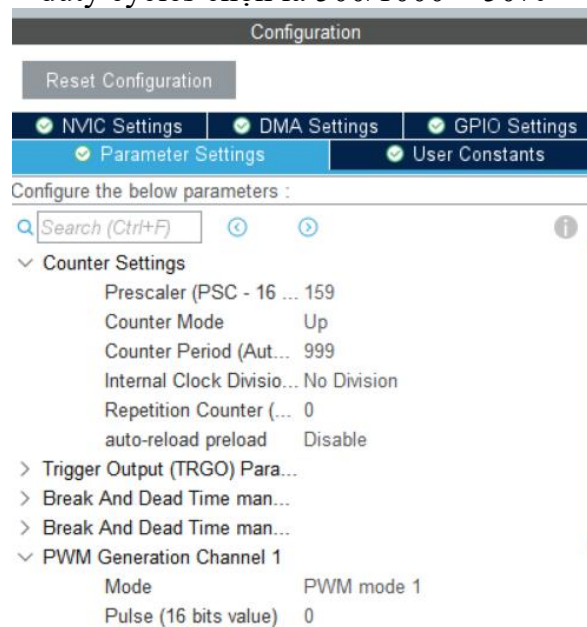 Configuration
Reset Configuration
NVIC Settings DMA Settings GPIO Settings
Parameter Settings User Constants
Configure the below parameters :
Search (Ctrl+F)
Counter Settings
Prescaler (PSC - 16 ... 159
Counter Mode Up
Counter Period (Aut... 999
Internal Clock Divisio... No Division
Repetition Counter (... 0
auto-reload preload Disable
Trigger Output (TRGO) Para...
Break And Dead Time man...
Break And Dead Time man...
PWM Generation Channel 1
Mode PWM mode 1
Pulse (16 bits value) 0